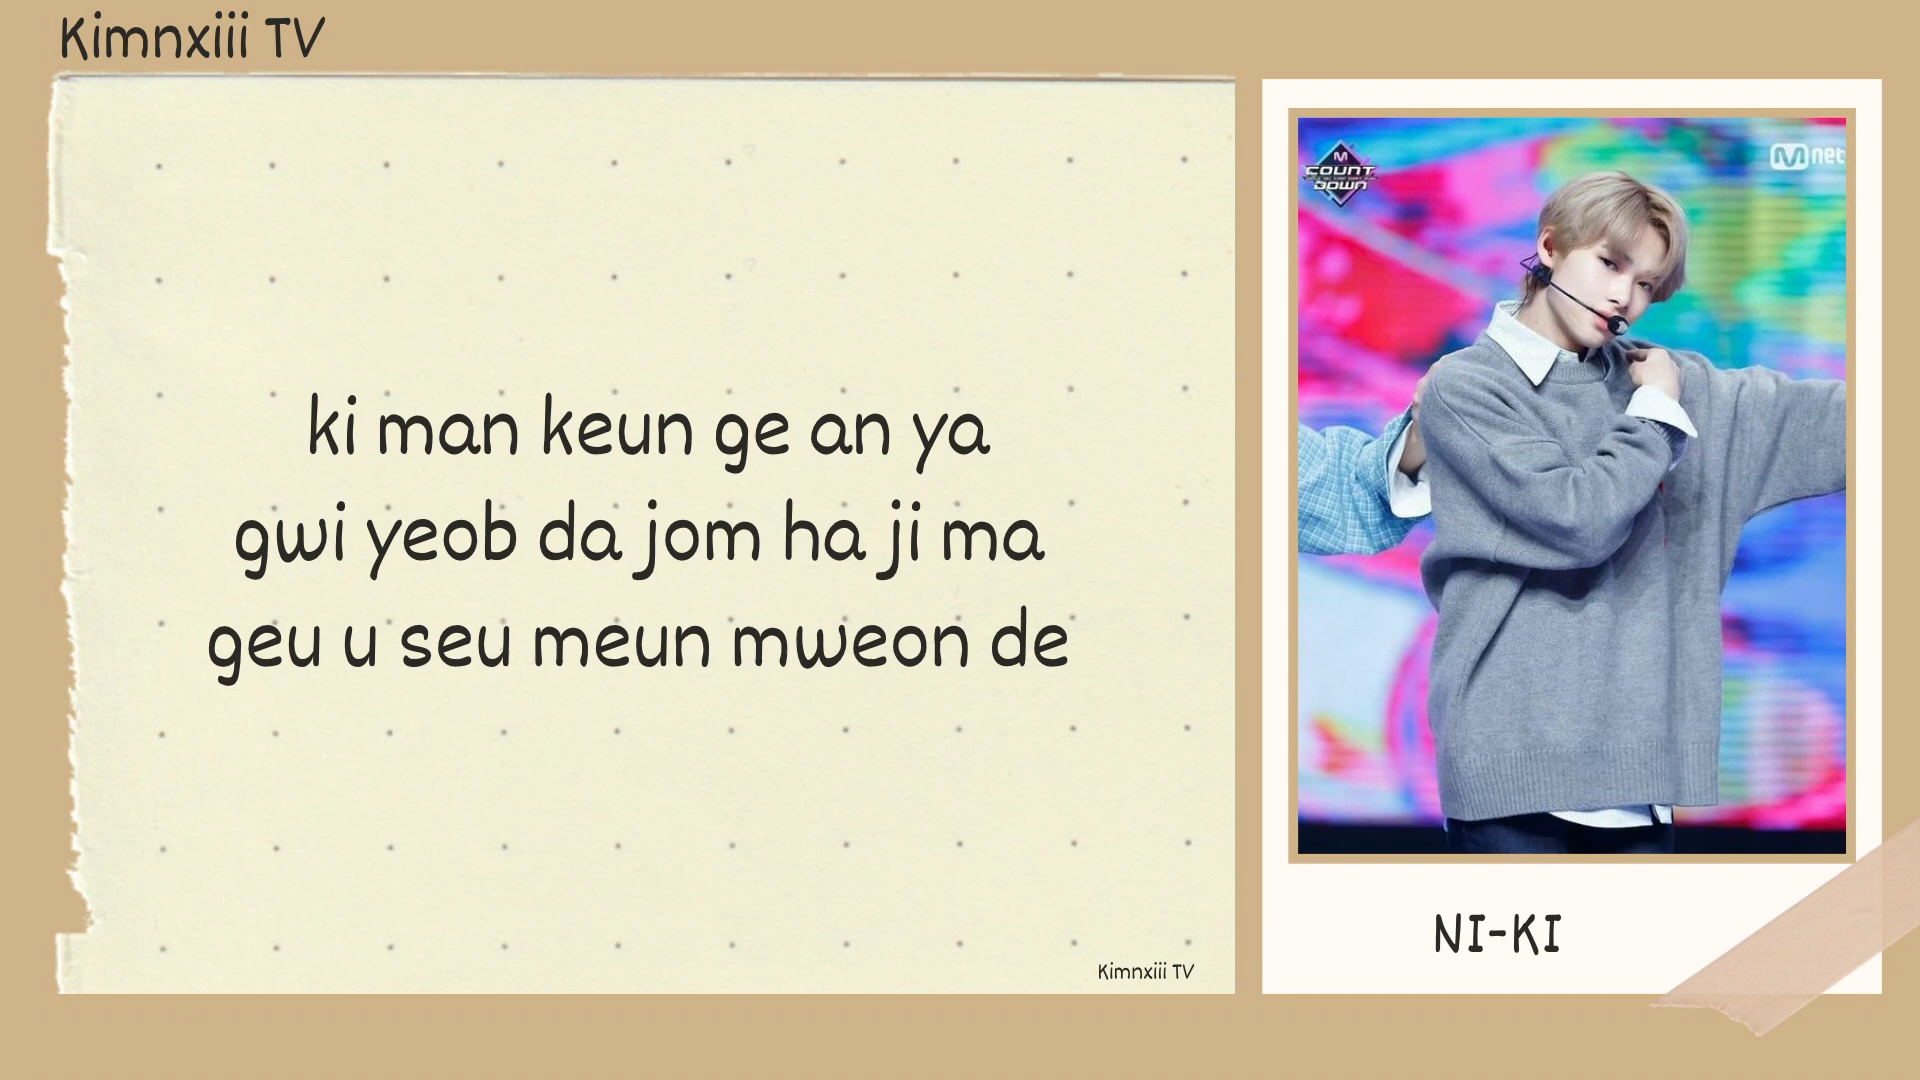 Kimnxiii TV
ki man keun ge an ya
gwi yeob da jom ha ji ma
geu u seu meun mweon de
Kimnxiii TV
M
COUNT
DOWN
M net
NI-KI